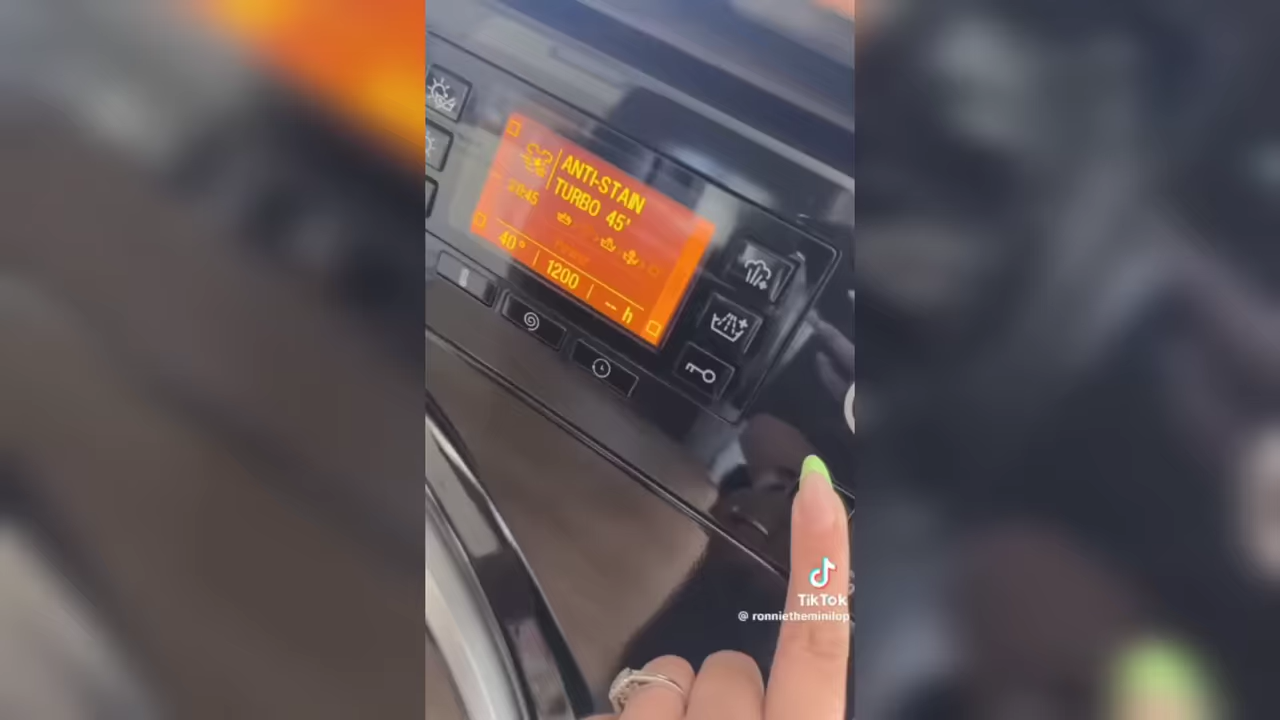 ANTI-STAIN
TURBO 45'
40°
1200
-- h
TikTok
@ ronnietheminilop